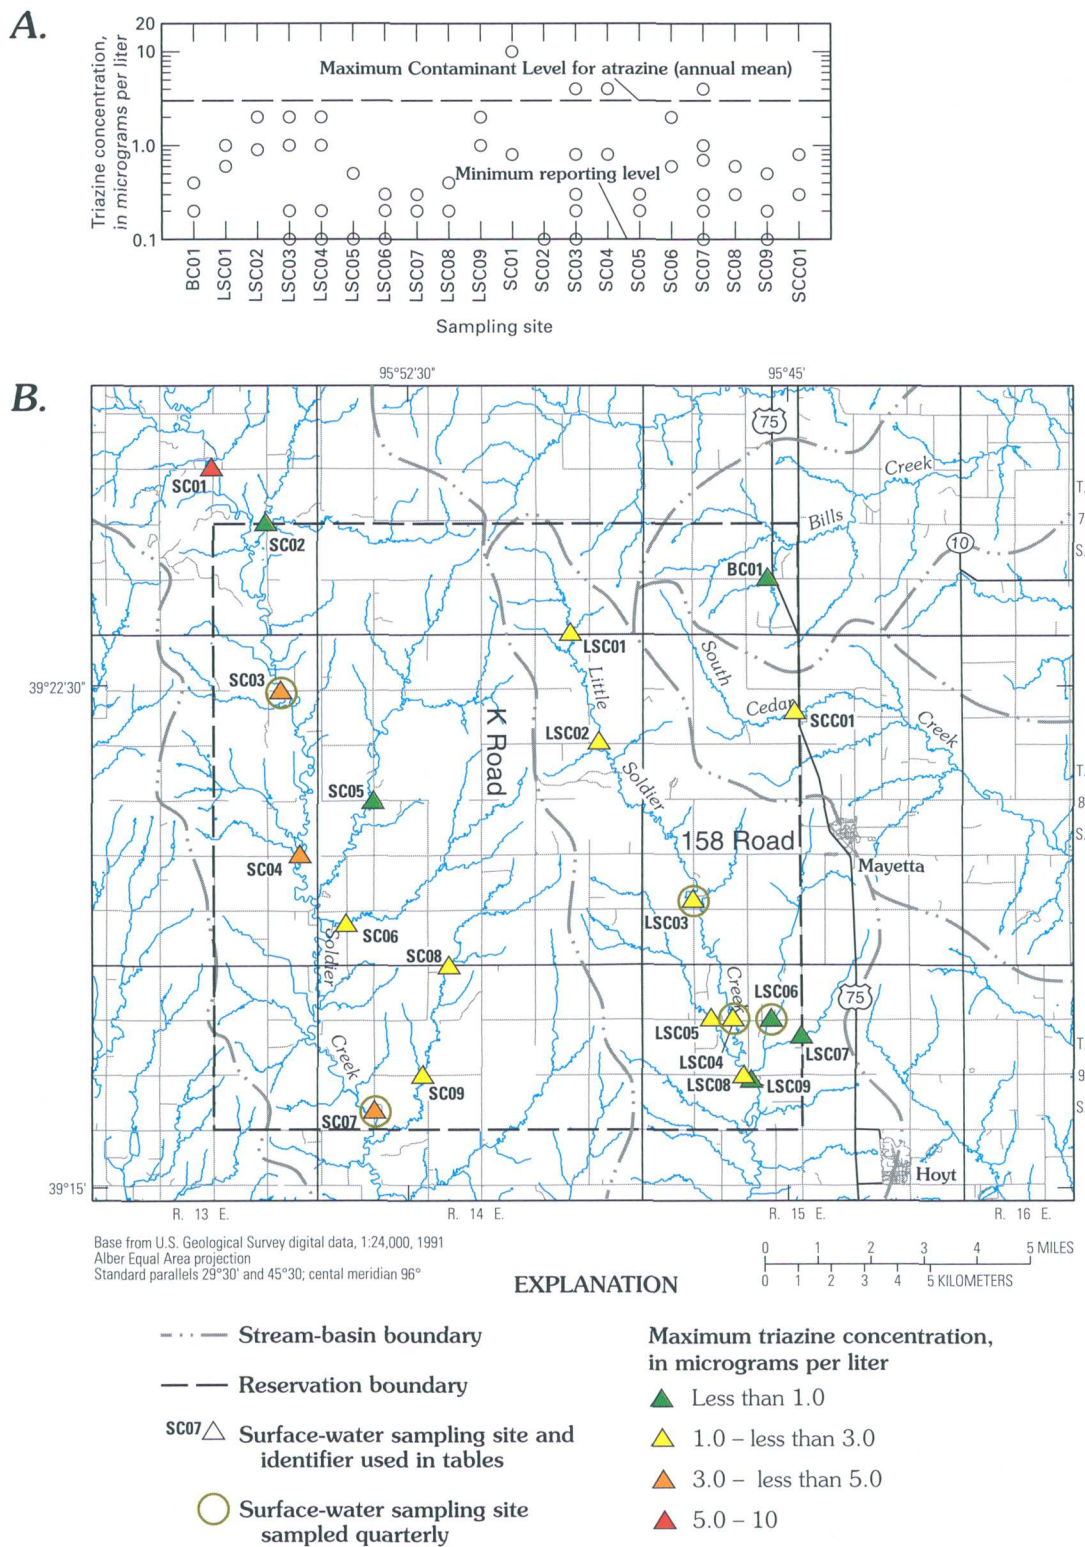 A.
Triazine concentration,
in micrograms per liter
20
10
1.0
0.1
Maximum Contaminant Level for atrazine (annual mean)
Minimum reporting level
BC01
LSC01
LSC02
LSC03
LSC04
LSC05
LSC06
LSC07
LSC08
LSC09
SC01
SC02
SC03
SC04
SC05
SC06
SC07
SC08
SC09
SCC01
Sampling site
B.
95°52'30"
95°45'
75
Creek
SC01
T.
7
S.
SC02
Bills
10
BC01
LSC01
South
39°22'30"
SC03
Little
K Road
Cedar
SCC01
Creek
LSC02
Soldier
T.
8
S.
SC05
158 Road
SC04
Mayetta
LSC03
SC06
Soldier
SC08
Creek
LSC06
75
LSC05
LSC04
LSC07
T.
9
S.
Creek
LSC08
LSC09
SC09
SC07
39°15'
Hoyt
R. 13 E.
R. 14 E.
R. 15 E.
R. 16 E.
Base from U.S. Geological Survey digital data, 1:24,000, 1991
Alber Equal Area projection
Standard parallels 29°30' and 45°30; cental meridian 96°
0 1 2 3 4 5 MILES
0 1 2 3 4 5 KILOMETERS
EXPLANATION
Stream-basin boundary
Reservation boundary
SC07 Surface-water sampling site and
identifier used in tables
Surface-water sampling site
sampled quarterly
Maximum triazine concentration,
in micrograms per liter
Less than 1.0
1.0 – less than 3.0
3.0 – less than 5.0
5.0 – 10